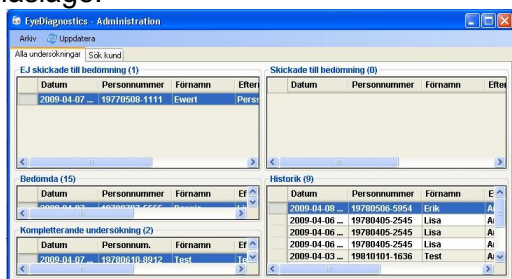 EyeDiagnostics - Administration
Arkiv Uppdatera
Alla undersökningar Sök kund
EJ skickade till bedömning (1)
Datum Personnummer Förnamn
2009-04-07 ... 19770508-1111 Ewert
Skickade till bedömning (0)
Datum Personnummer Förnamn
Bedömda (15)
Datum Personnummer Förnamn
Kompletterande undersökning (2)
Datum Personnum. Förnamn
2009-04-07 ... 19780610-8912 Test
Historik (9)
Datum Personnummer Förnamn
2009-04-08 ... 19780506-5954 Erik
2009-04-06 ... 19780405-2545 Lisa
2009-04-06 ... 19780405-2545 Lisa
2009-04-06 ... 19780405-2545 Lisa
2009-04-03 ... 19810101-1636 Test